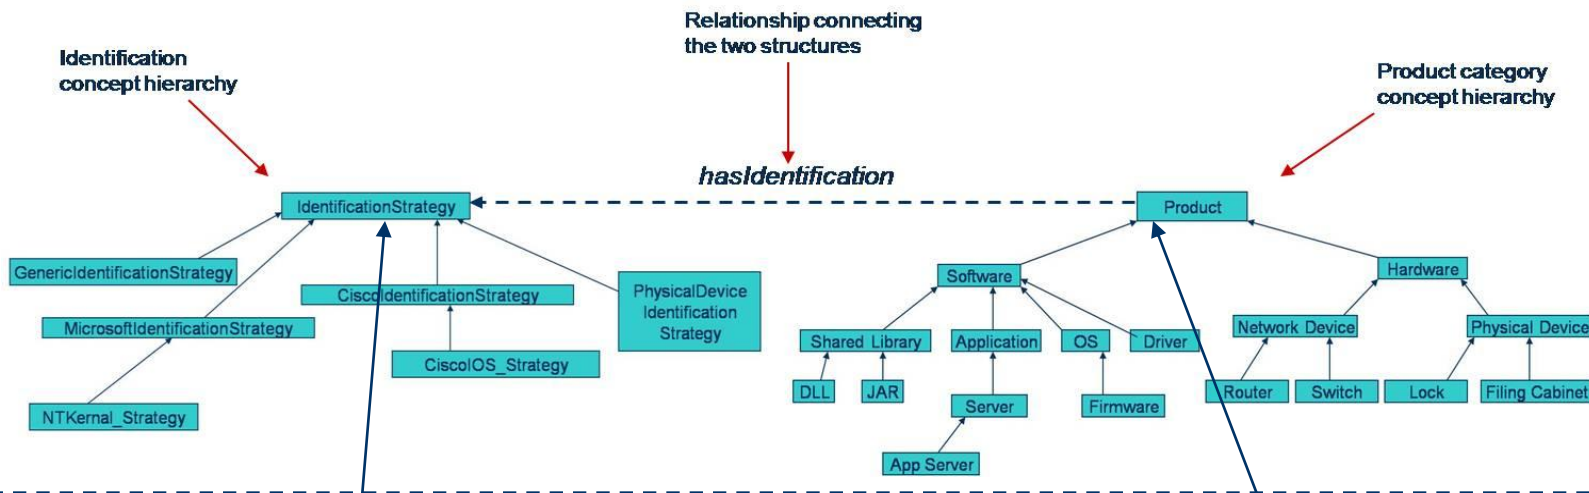 Relationship connecting
the two structures
Identification
concept hierarchy
Product category
concept hierarchy
hasIdentification
IdentificationStrategy
Product
GenericIdentificationStrategy
Software
Hardware
CiscoIdentificationStrategy
PhysicalDevice
Identification
Strategy
MicrosoftIdentificationStrategy
Shared Library
Application
OS
Driver
Network Device
Physical Device
CiscoIOS_Strategy
DLL
JAR
Server
Firmware
Router
Switch
Lock
Filing Cabinet
NTKernal_Strategy
App Server